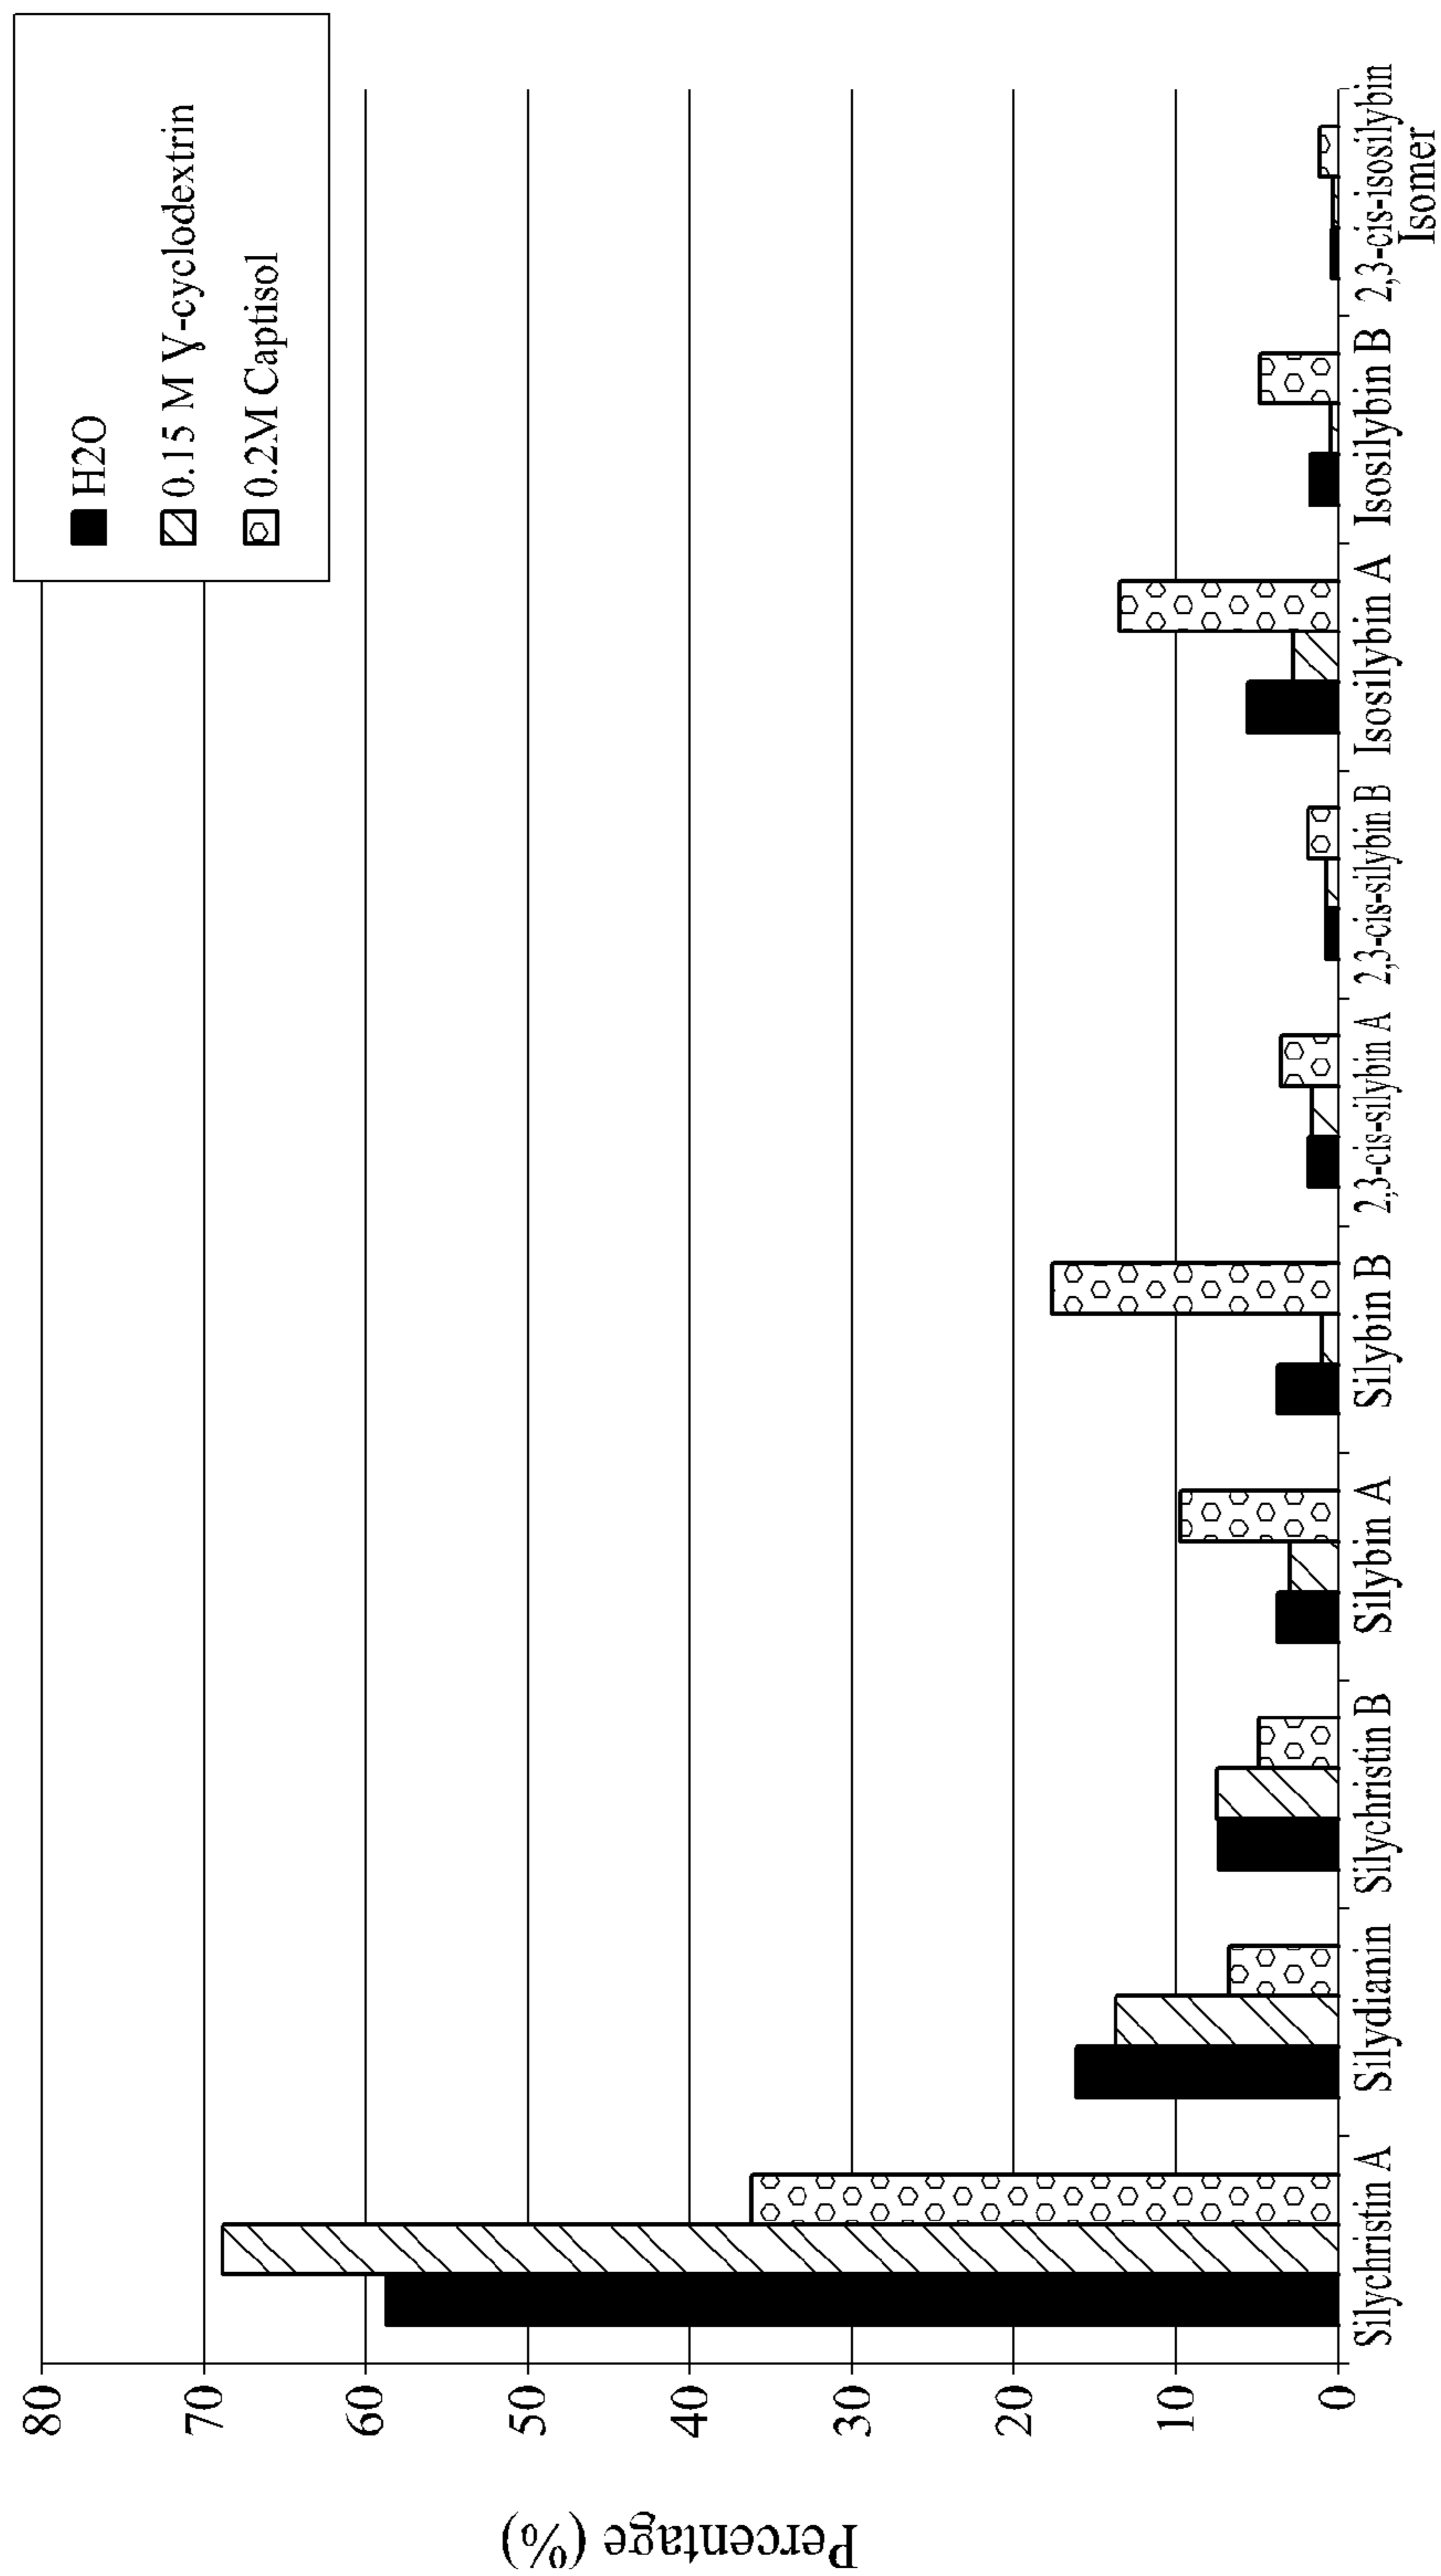 H2O
0.15 M γ-cyclodextrin
0.2M Captisol
Percentage (%)
80
70
60
50
40
30
20
10
0
Silychristin A
Silydianin
Silychristin B
Silybin A
Silybin B
2,3-cis-silybin A
2,3-cis-silybin B
Isosilybin A
Isosilybin B
2,3-cis-isosilybin
Isomer